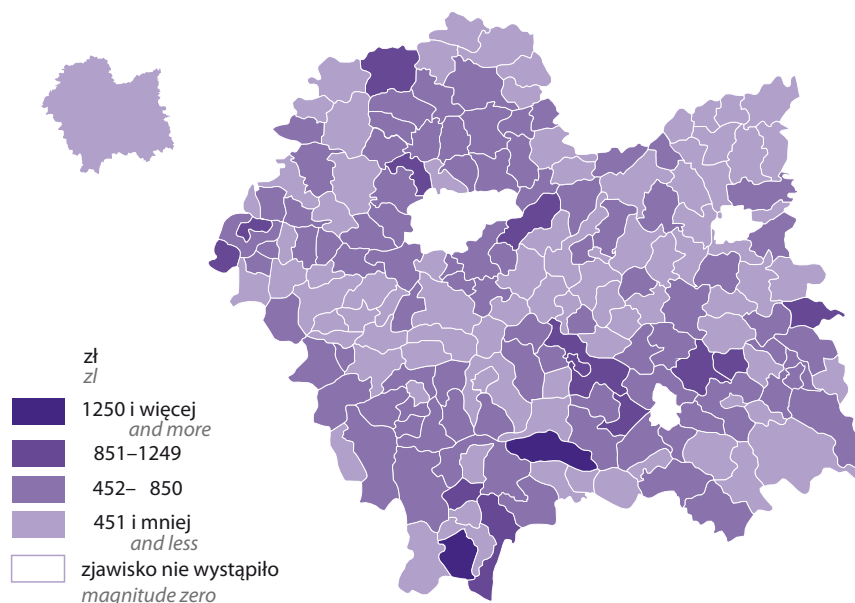 zł
zl
1250 i więcej
and more
851–1249
452– 850
451 i mniej
and less
zjawisko nie wystąpiło
magnitude zero